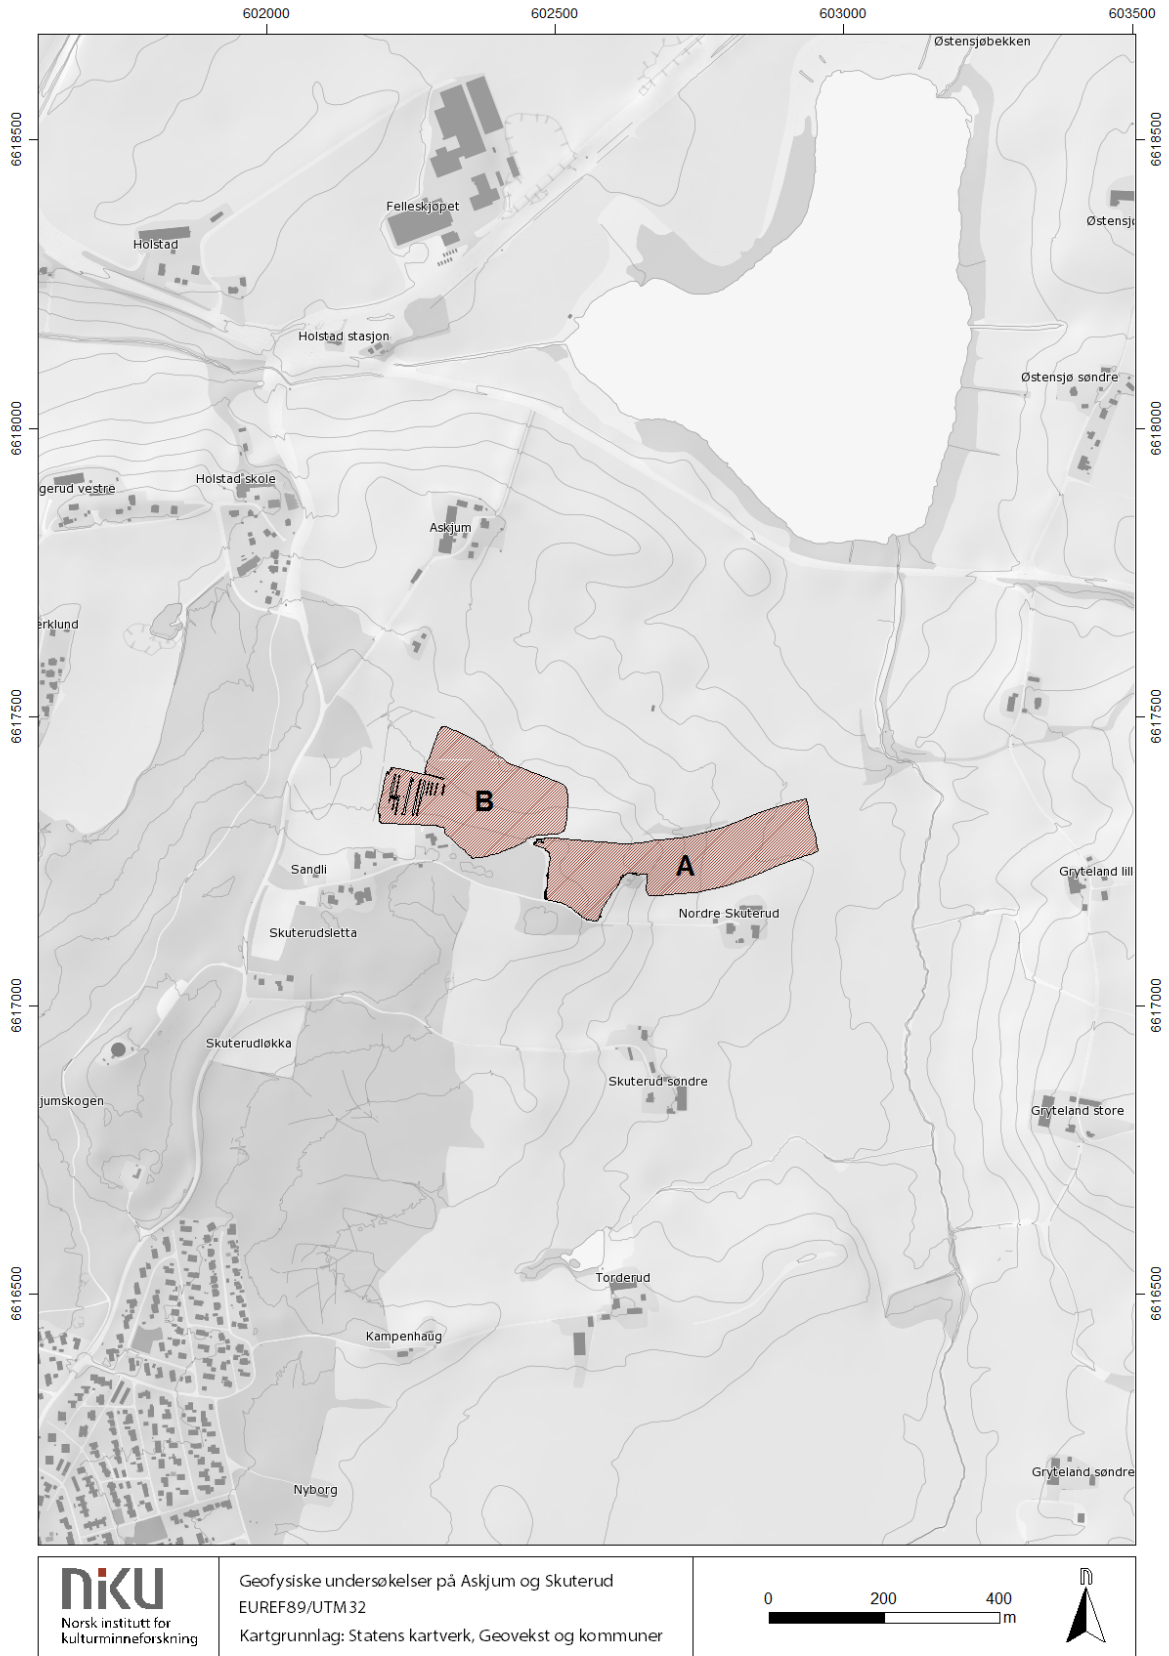 602000
602500
603000
603500
Østensjøbekken
6618500
6618500
Felleskjøpet
Østensjø
Holstad
Holstad stasjon
Østensjø søndre
6618000
6618000
Holstad skole
gerud vestre
Askjum
erklund
6617500
6617500
B
A
Sandli
Gryteland lill
Nordre Skuterud
Skuterudsletta
6617000
6617000
Skuterudløkka
Skuterud søndre
jumskogen
Gryteland store
6616500
6616500
Torderud
Kampenhaug
Gryteland søndre
Nyborg
niku
Norsk institutt for
kulturminneforskning
Geofysiske undersøkelser på Askjum og Skuterud
EUREF89/UTM32
Kartgrunnlag: Statens kartverk, Geovekst og kommuner
0 200 400
m
n